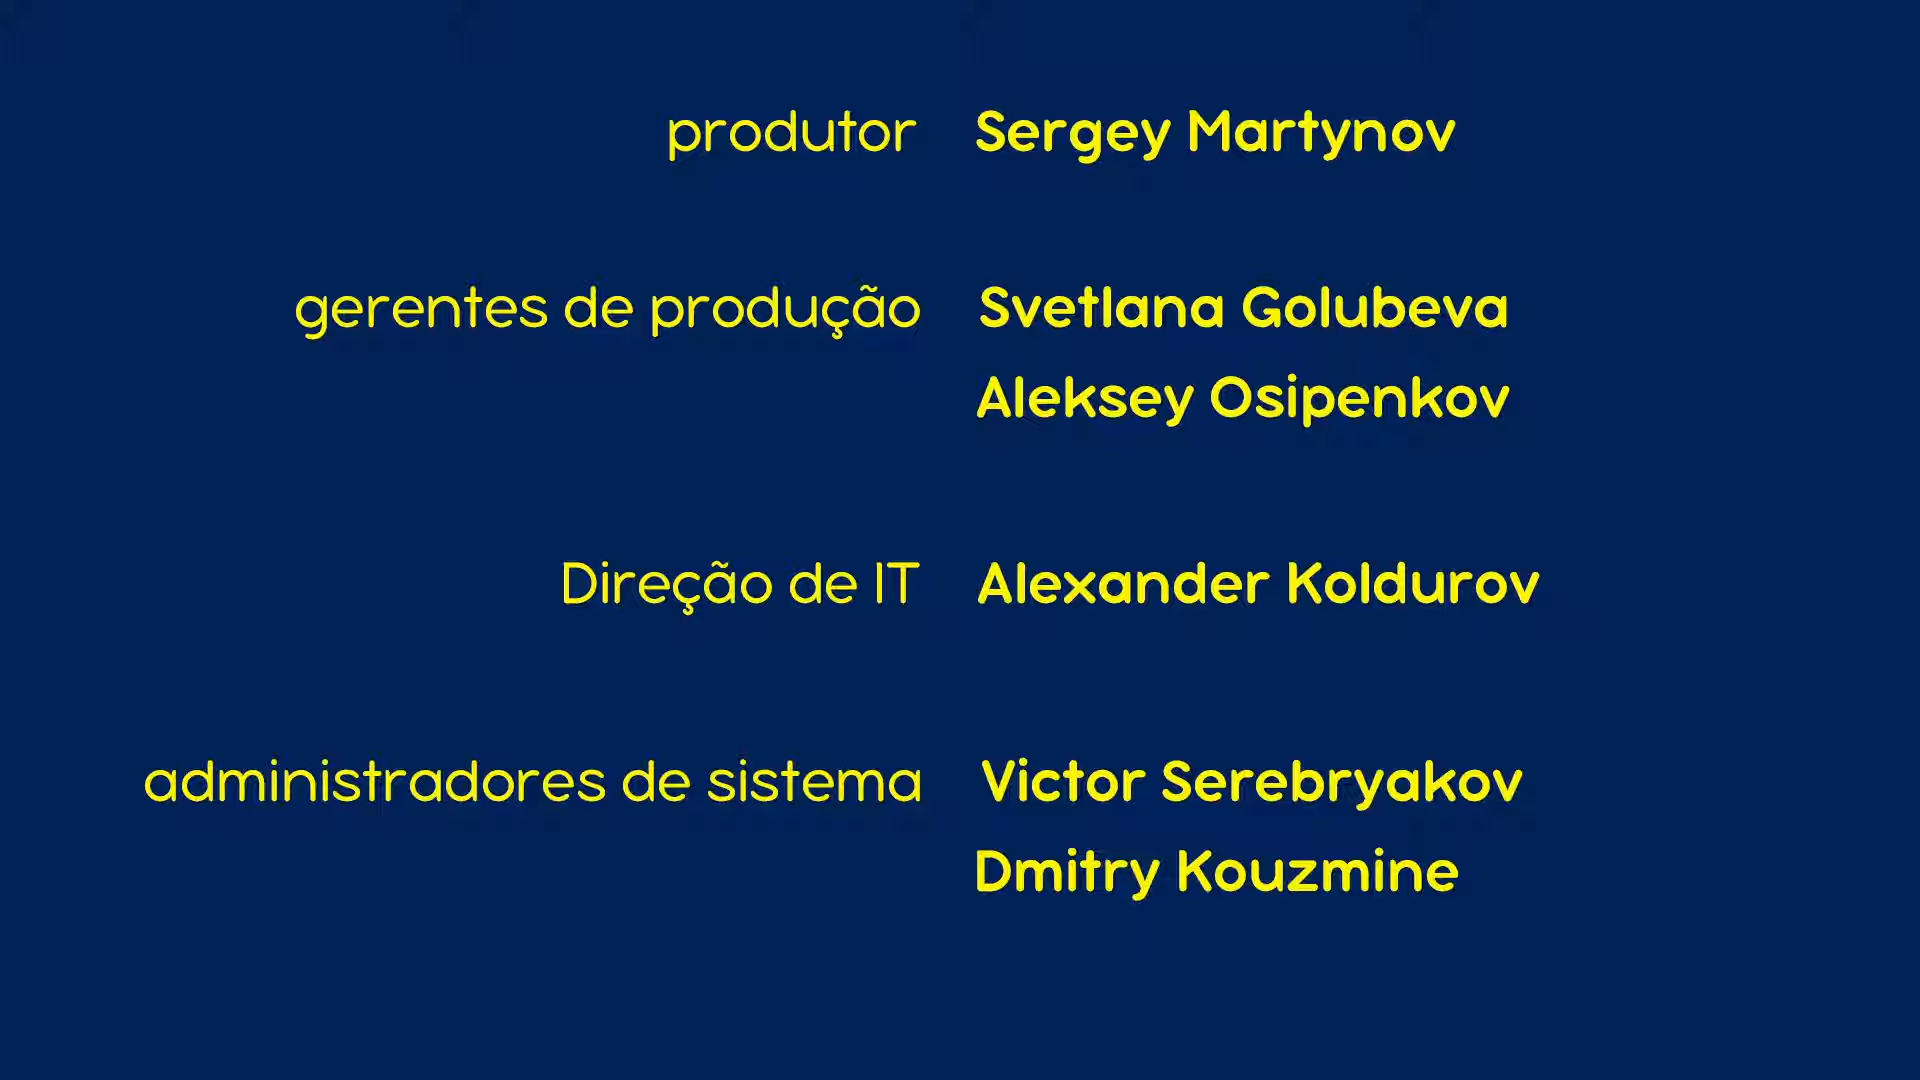 produtor Sergey Martynov
gerentes de produção Svetlana Golubeva
Aleksey Osipenkov
Direção de IT Alexander Koldurov
administradores de sistema Victor Serebryakov
Dmitry Kouzmine